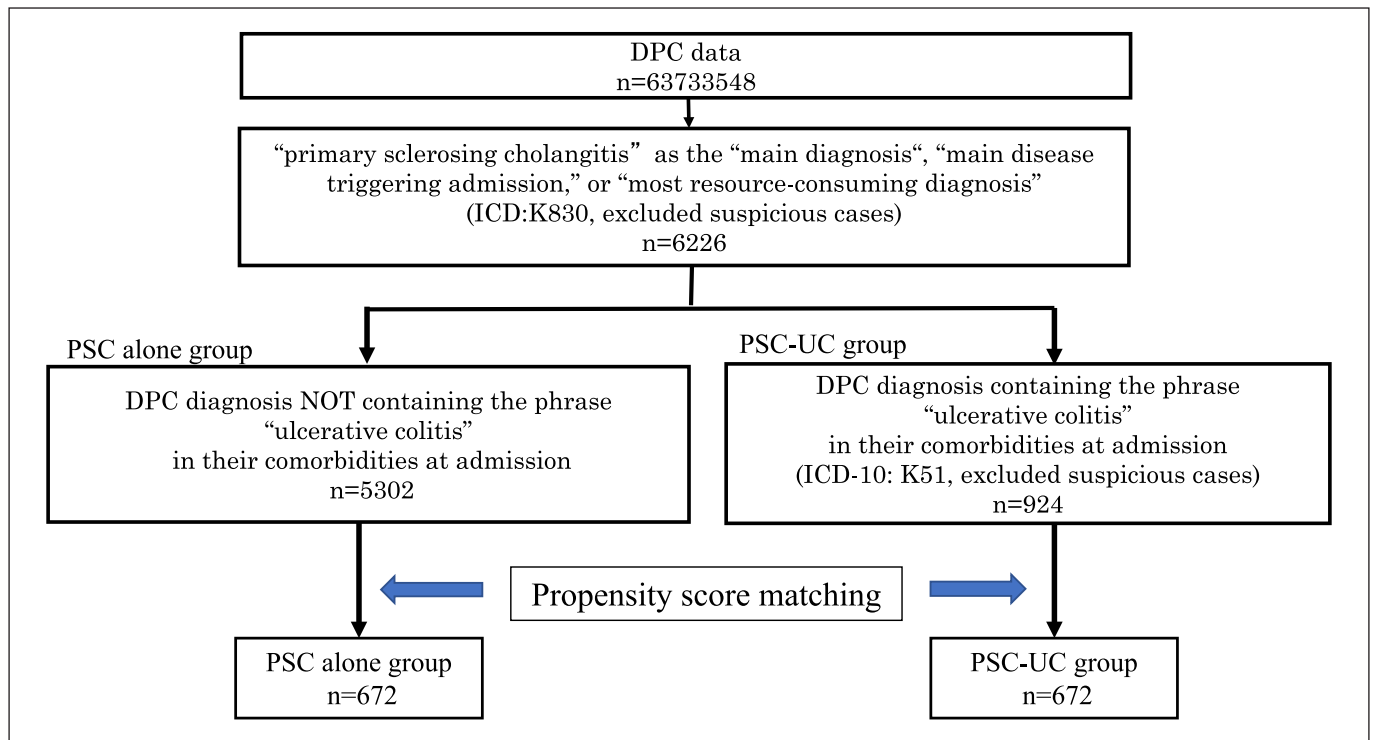 DPC data
n=63733548
“primary sclerosing cholangitis” as the “main diagnosis“, “main disease
triggering admission,” or “most resource-consuming diagnosis”
(ICD:K830, excluded suspicious cases)
n=6226
PSC alone group
DPC diagnosis NOT containing the phrase
“ulcerative colitis”
in their comorbidities at admission
n=5302
PSC-UC group
DPC diagnosis containing the phrase
“ulcerative colitis”
in their comorbidities at admission
(ICD-10: K51, excluded suspicious cases)
n=924
Propensity score matching
PSC alone group
n=672
PSC-UC group
n=672